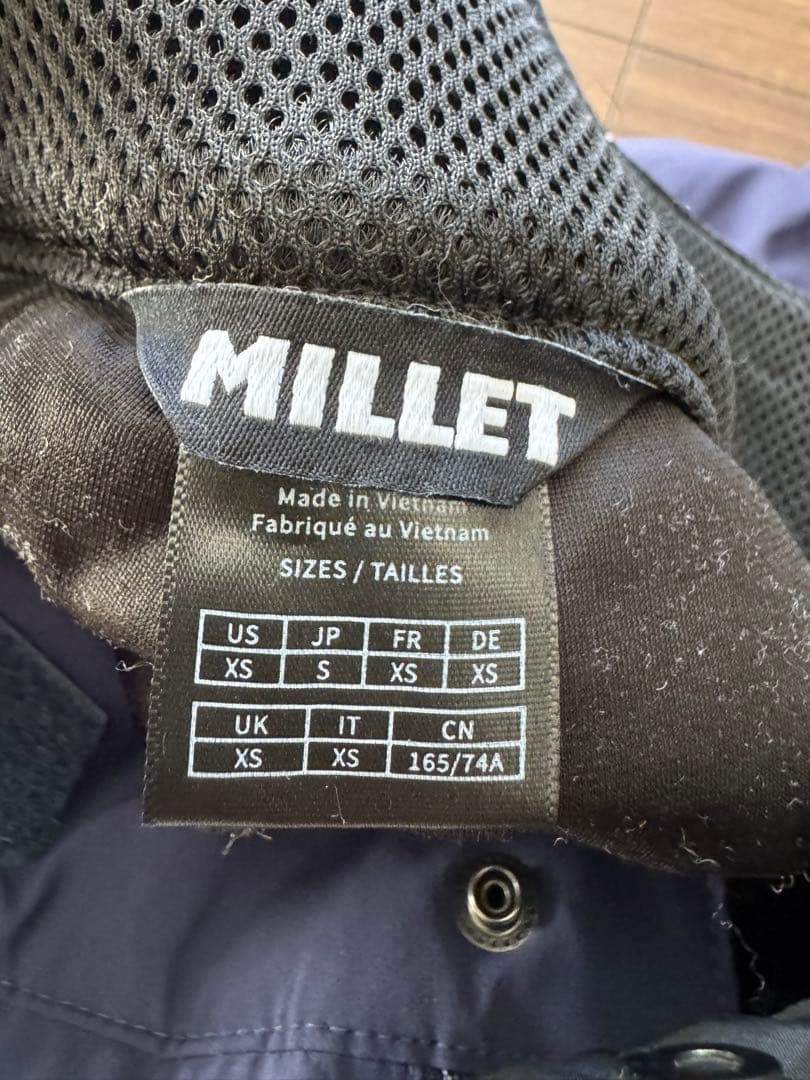 MILLET
Made in Vietnam
Fabriqué au Vietnam
SIZES / TAILLES
US JP FR DE
XS S XS XS
UK IT CN
XS XS 165/74A